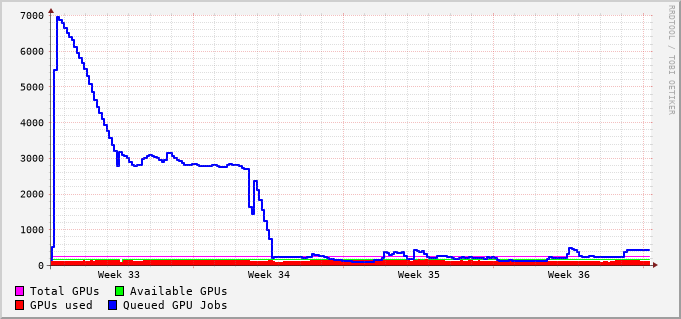 7000
6000
5000
4000
3000
2000
1000
0
Week 33 Week 34 Week 35 Week 36
Total GPUs Available GPUs
GPUs used Queued GPU Jobs
RRDTOOL / TOBI OETIKER